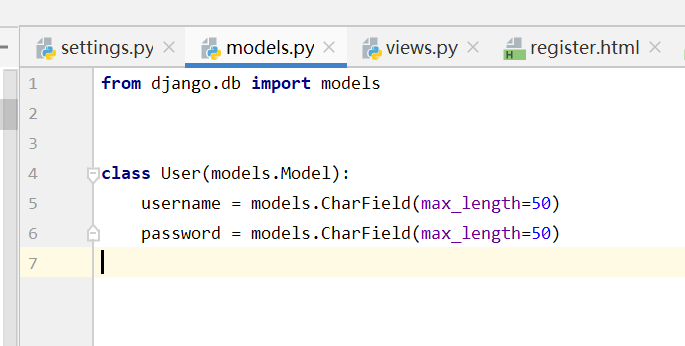 settings.py models.py views.py register.html
H
1 from django.db import models
2
3
4 class User(models.Model):
5 username = models.CharField(max_length=50)
6 password = models.CharField(max_length=50)
7